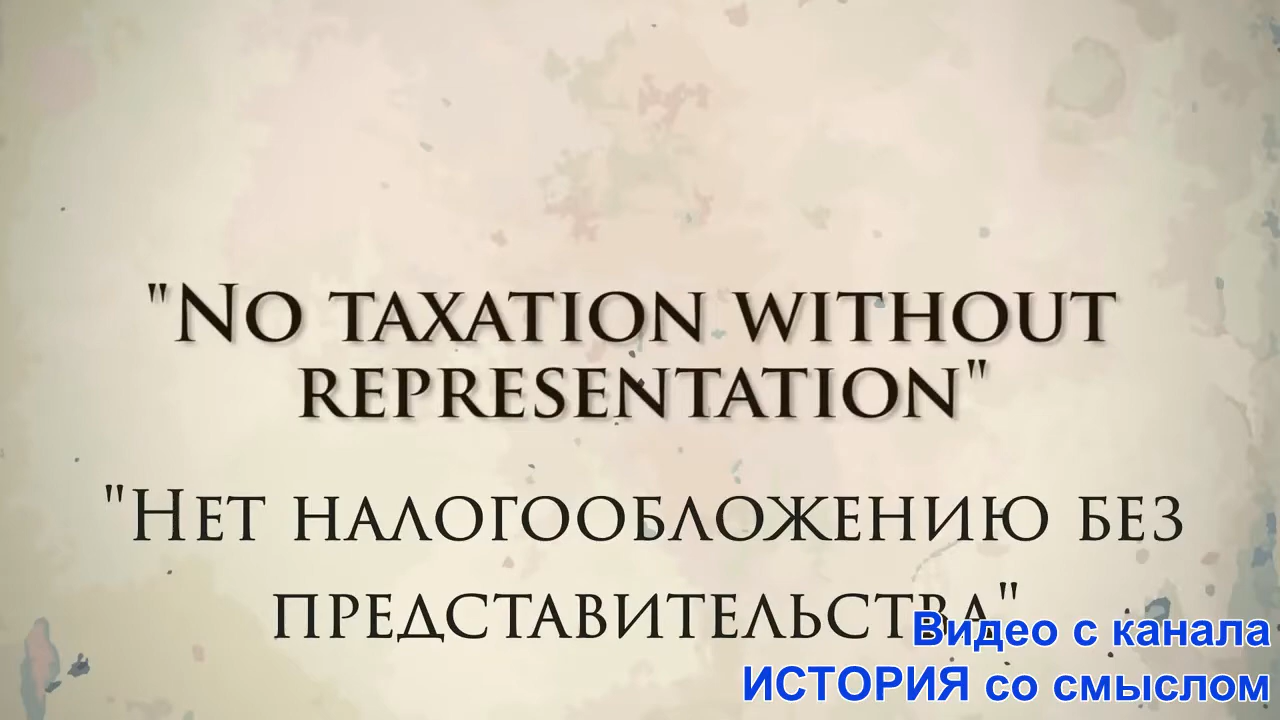 "No taxation without
representation"
"Нет налогообложению без
представительства"
Видео с канала
ИСТОРИЯ со смыслом